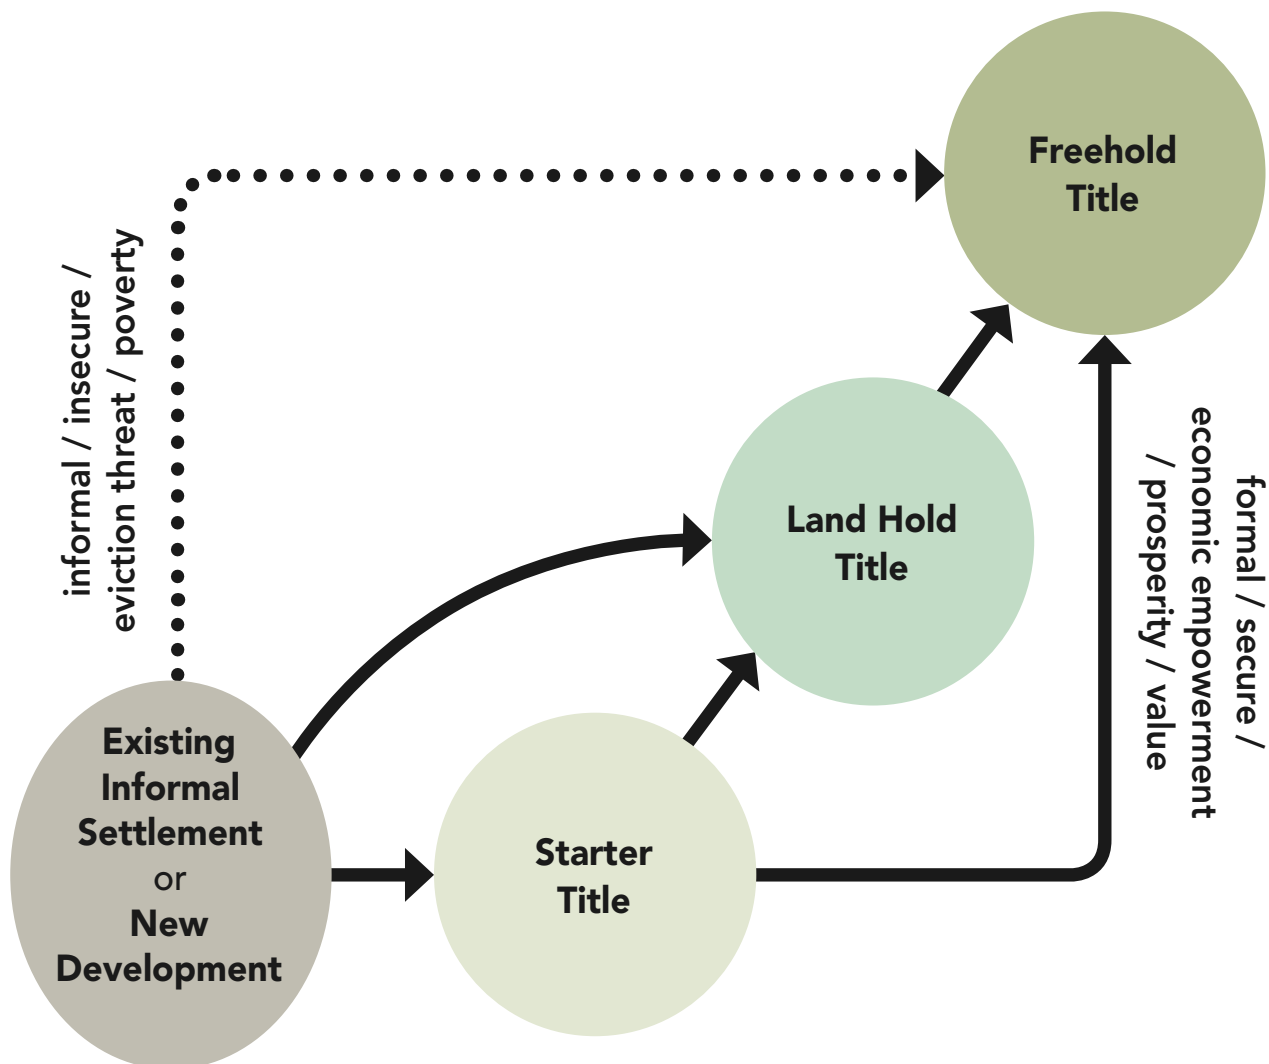 Freehold
Title
informal / insecure /
eviction threat / poverty
Land Hold
Title
formal / secure /
economic empowerment
/ prosperity / value
Existing
Informal
Settlement
or
New
Development
Starter
Title